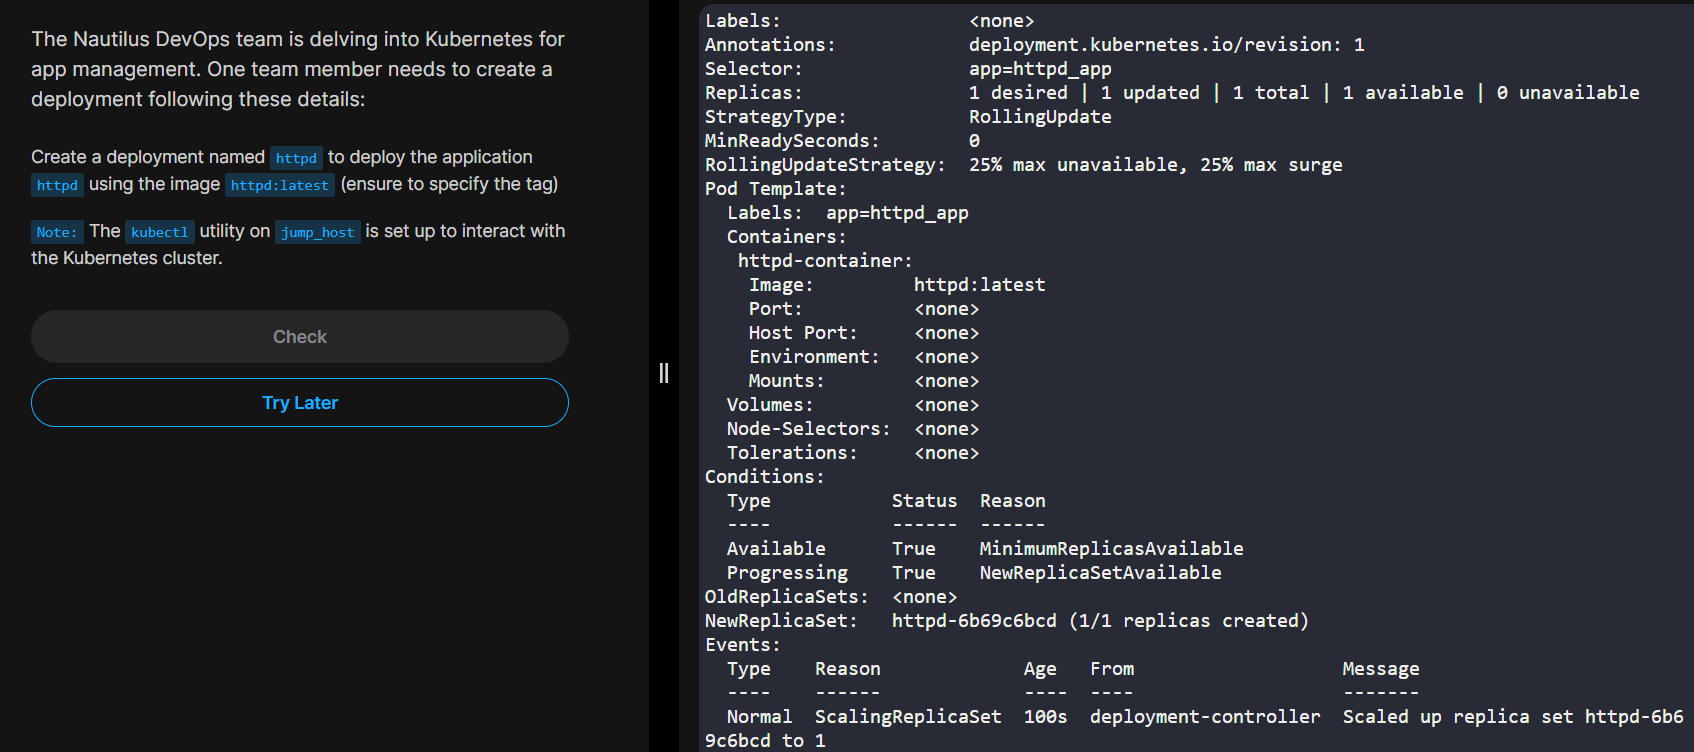 The Nautilus DevOps team is delving into Kubernetes for
app management. One team member needs to create a
deployment following these details:
Create a deployment named httpd to deploy the application
httpd using the image httpd:latest (ensure to specify the tag)
Note: The kubectl utility on jump_host is set up to interact with
the Kubernetes cluster.
Check
Try Later
Labels:                 <none>
Annotations:            deployment.kubernetes.io/revision: 1
Selector:               app=httpd_app
Replicas:               1 desired | 1 updated | 1 total | 1 available | 0 unavailable
StrategyType:           RollingUpdate
MinReadySeconds:        0
RollingUpdateStrategy:  25% max unavailable, 25% max surge
Pod Template:
  Labels:  app=httpd_app
  Containers:
   httpd-container:
    Image:         httpd:latest
    Port:          <none>
    Host Port:     <none>
    Environment:   <none>
    Mounts:        <none>
  Volumes:         <none>
  Node-Selectors:  <none>
  Tolerations:     <none>
Conditions:
  Type           Status  Reason
  ----           ------  ------
  Available      True    MinimumReplicasAvailable
  Progressing    True    NewReplicaSetAvailable
OldReplicaSets:  <none>
NewReplicaSet:   httpd-6b69c6bcd (1/1 replicas created)
Events:
  Type    Reason             Age   From                   Message
  ----    ------             ----  ----                   -------
  Normal  ScalingReplicaSet  100s  deployment-controller  Scaled up replica set httpd-6b6
9c6bcd to 1